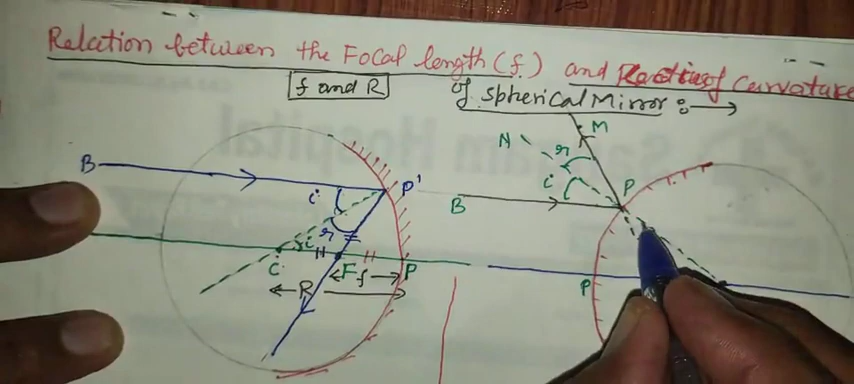 Relation between the Focal length (f) and Radius of Curvature
f and R
of Spherical Mirror :→
M
N
r
B
P'
i
i
P
B
r
i
C
F
f
P
P
R